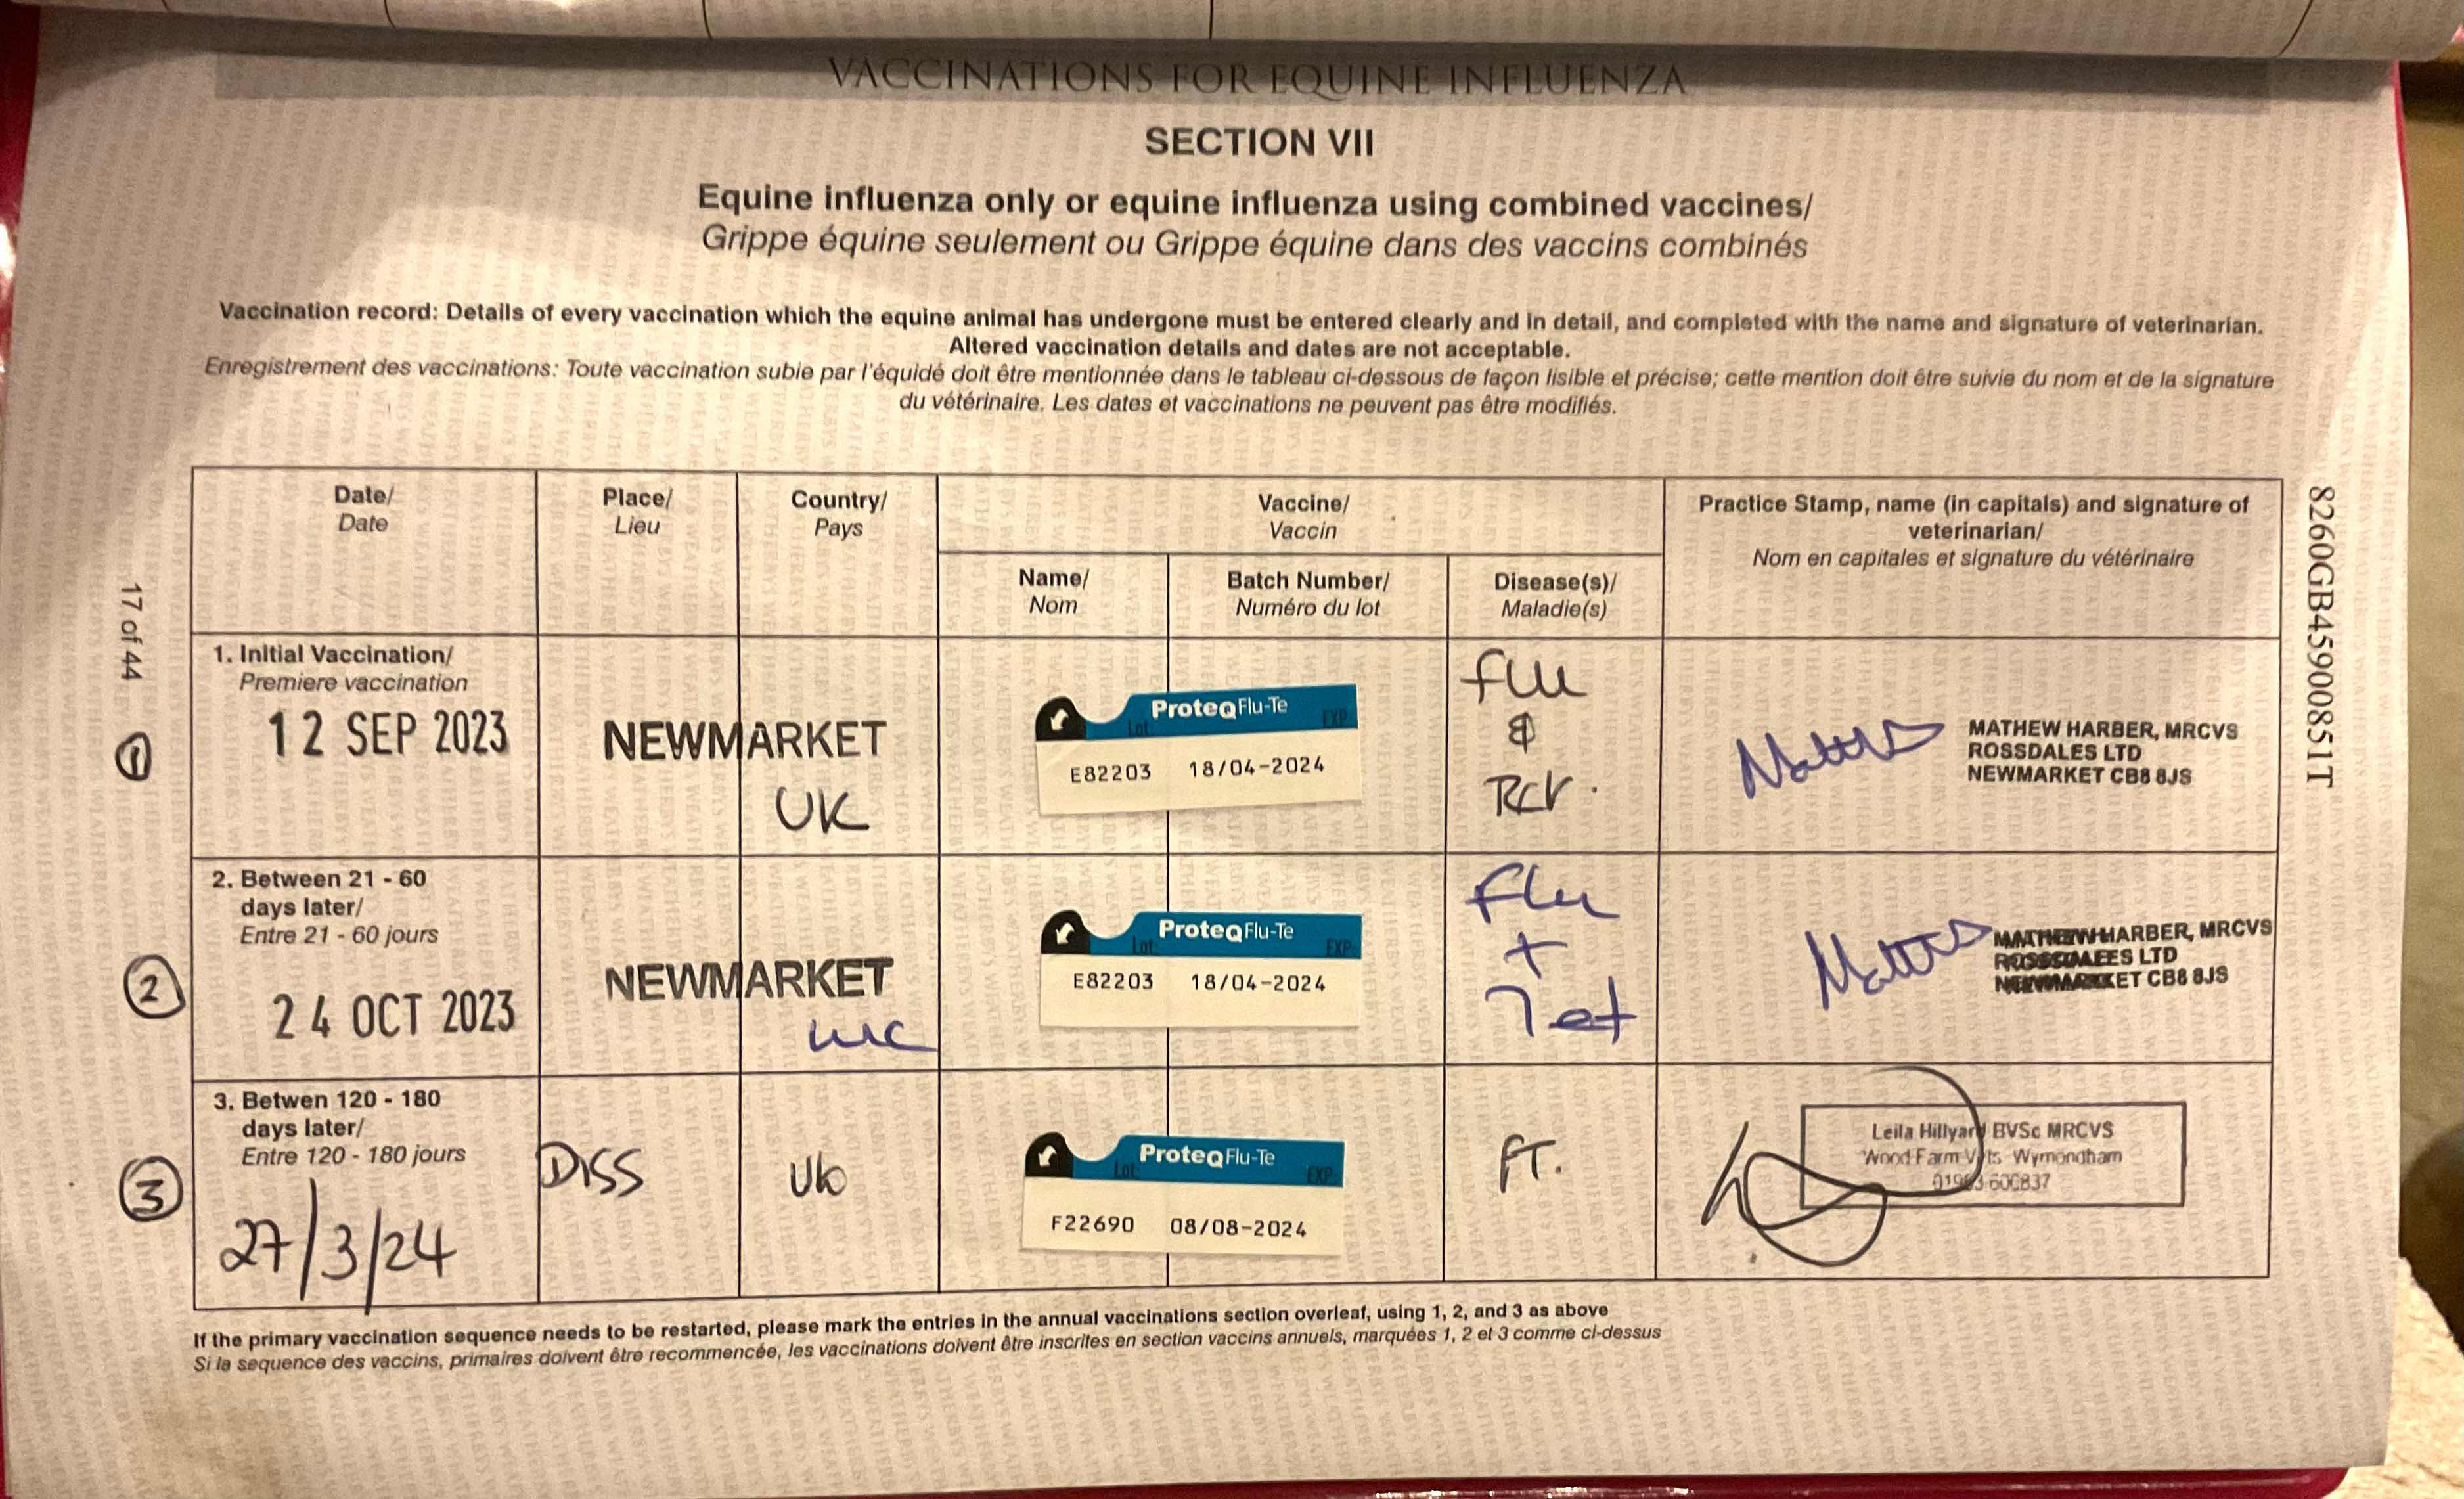 VACCINATIONS FOR EQUINE INFLUENZA
SECTION VII
Equine influenza only or equine influenza using combined vaccines/
Grippe équine seulement ou Grippe équine dans des vaccins combinés
Vaccination record: Details of every vaccination which the equine animal has undergone must be entered clearly and in detail, and completed with the name and signature of veterinarian.
Altered vaccination details and dates are not acceptable.
Enregistrement des vaccinations: Toute vaccination subie par l'équidé doit être mentionnée dans le tableau ci-dessous de façon lisible et précise; cette mention doit être suivie du nom et de la signature
du vétérinaire. Les dates et vaccinations ne peuvent pas être modifiés.
Date/
Date
Place/
Lieu
Country/
Pays
Vaccine/
Vaccin
Name/
Nom
Batch Number/
Numéro du lot
Disease(s)/
Maladie(s)
Practice Stamp, name (in capitals) and signature of
veterinarian/
Nom en capitales et signature du vétérinaire
1. Initial Vaccination/
Premiere vaccination
12 SEP 2023
NEWMARKET
UK
ProteqFlu-Te
Lot: EXP:
E82203 18/04-2024
flu
&
MATHEW HARBER, MRCVS
ROSSDALES LTD
NEWMARKET CB8 8JS
2. Between 21 - 60
days later/
Entre 21 - 60 jours
24 OCT 2023
NEWMARKET
UK
ProteqFlu-Te
Lot: EXP:
E82203 18/04-2024
Flu
+
Tet
MATHEW HARBER, MRCVS
ROSSDALES LTD
NEWMARKET CB8 8JS
3. Betwen 120 - 180
days later/
Entre 120 - 180 jours
27/3/24
DISS
UK
ProteqFlu-Te
Lot: EXP:
F22690 08/08-2024
FT.
Leila Hillyard BVSc MRCVS
Wood Farm Vets Wymondham
01953 600837
If the primary vaccination sequence needs to be restarted, please mark the entries in the annual vaccinations section overleaf, using 1, 2, and 3 as above
Si la sequence des vaccins, primaires doivent être recommencée, les vaccinations doivent être inscrites en section vaccins annuels, marquées 1, 2 et 3 comme ci-dessus
17 of 44
1
2
3
8260GB45900851T